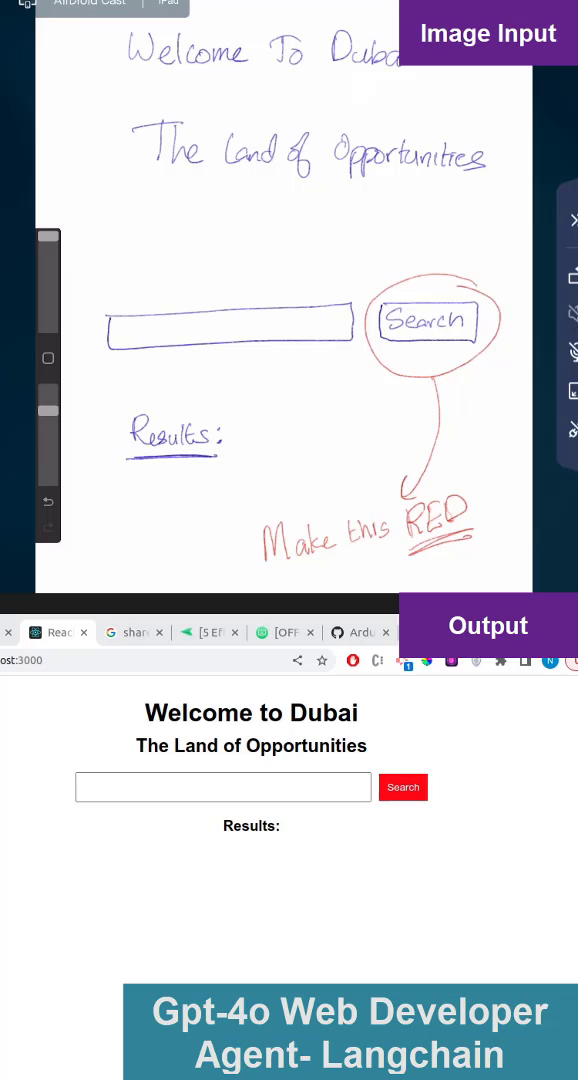 AirDroid Cast
iPad
Image Input
Welcome To Duba
The Land of Opportunities
Search
Results:
Make this RED
Output
Reac
shar
[5 Ef
[OFF
Ardu
ost:3000
1
N
Welcome to Dubai
The Land of Opportunities
Search
Results:
Gpt-4o Web Developer
Agent- Langchain